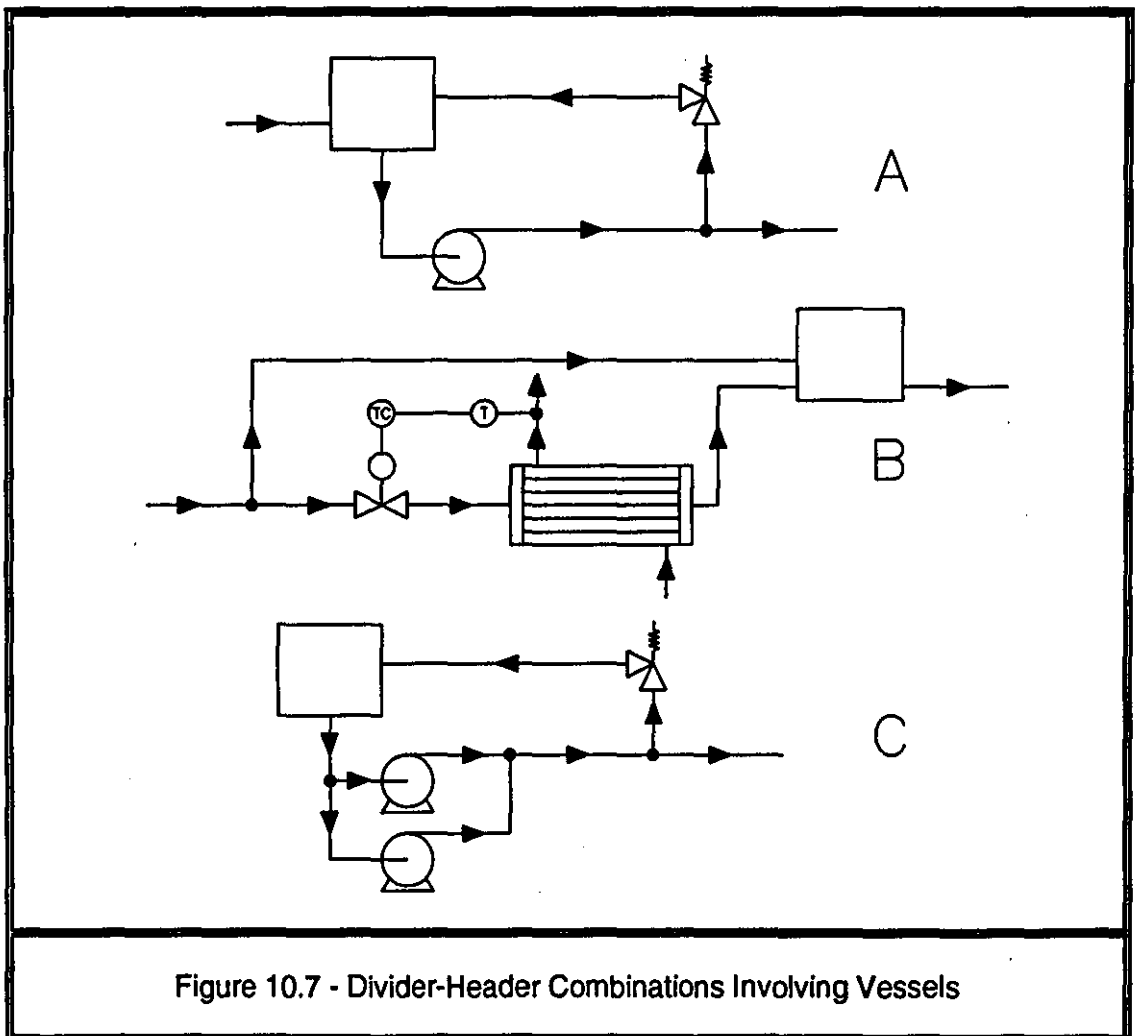 A
TC
T
B
C
Figure 10.7 - Divider-Header Combinations Involving Vessels